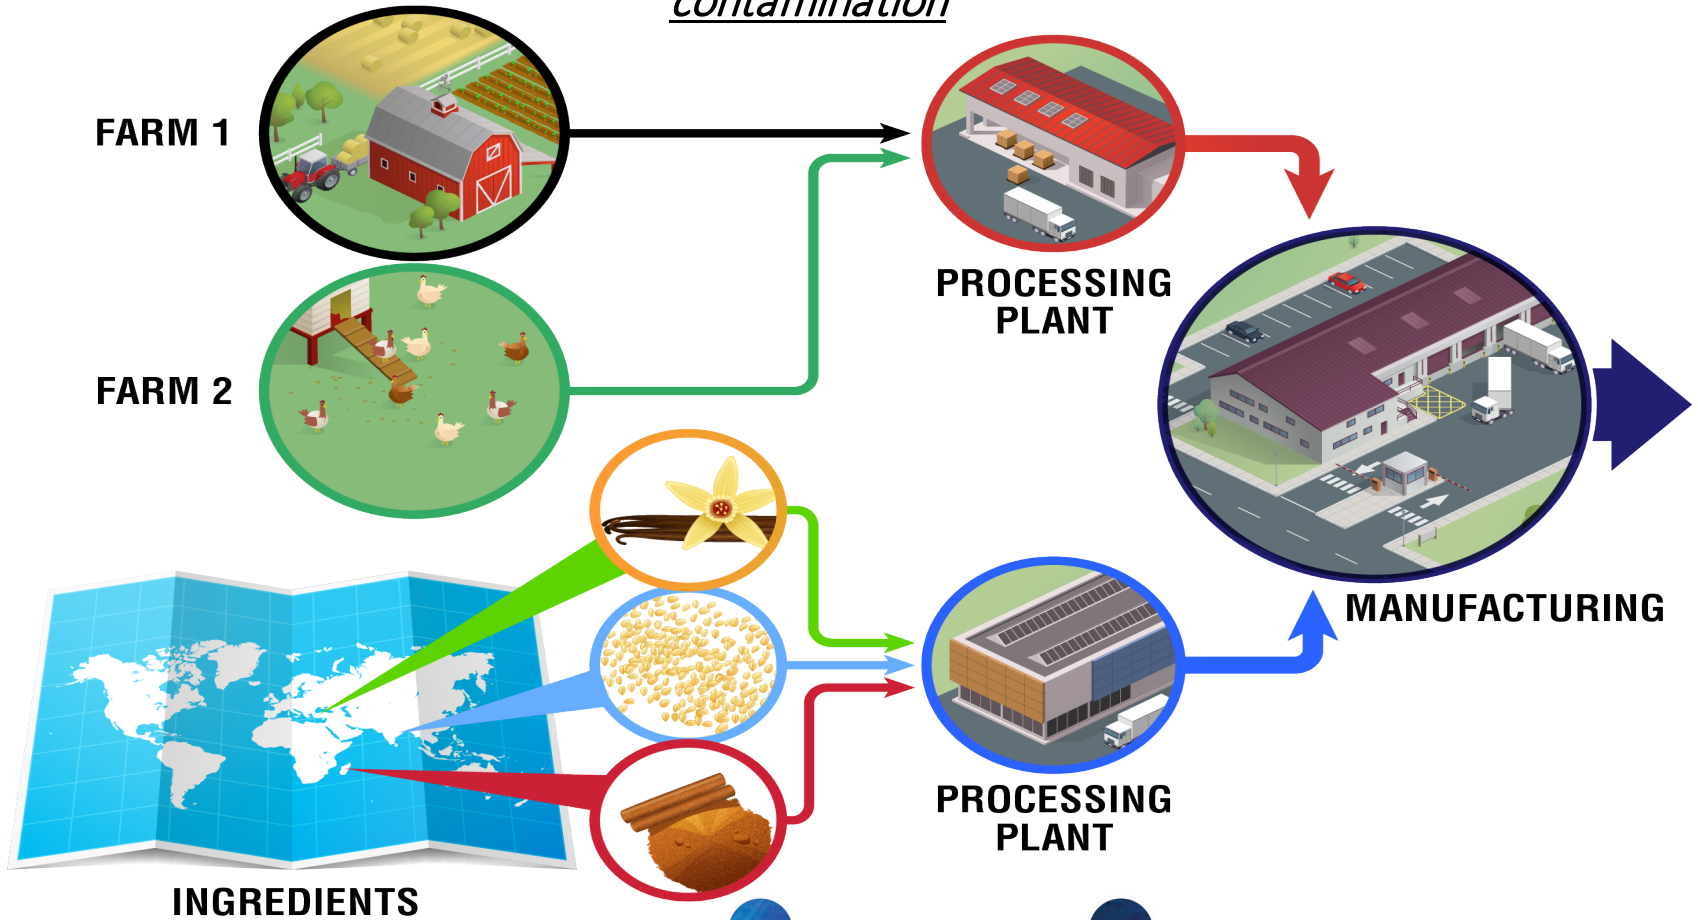 contamination
FARM 1
PROCESSING
PLANT
FARM 2
MANUFACTURING
PROCESSING
PLANT
INGREDIENTS